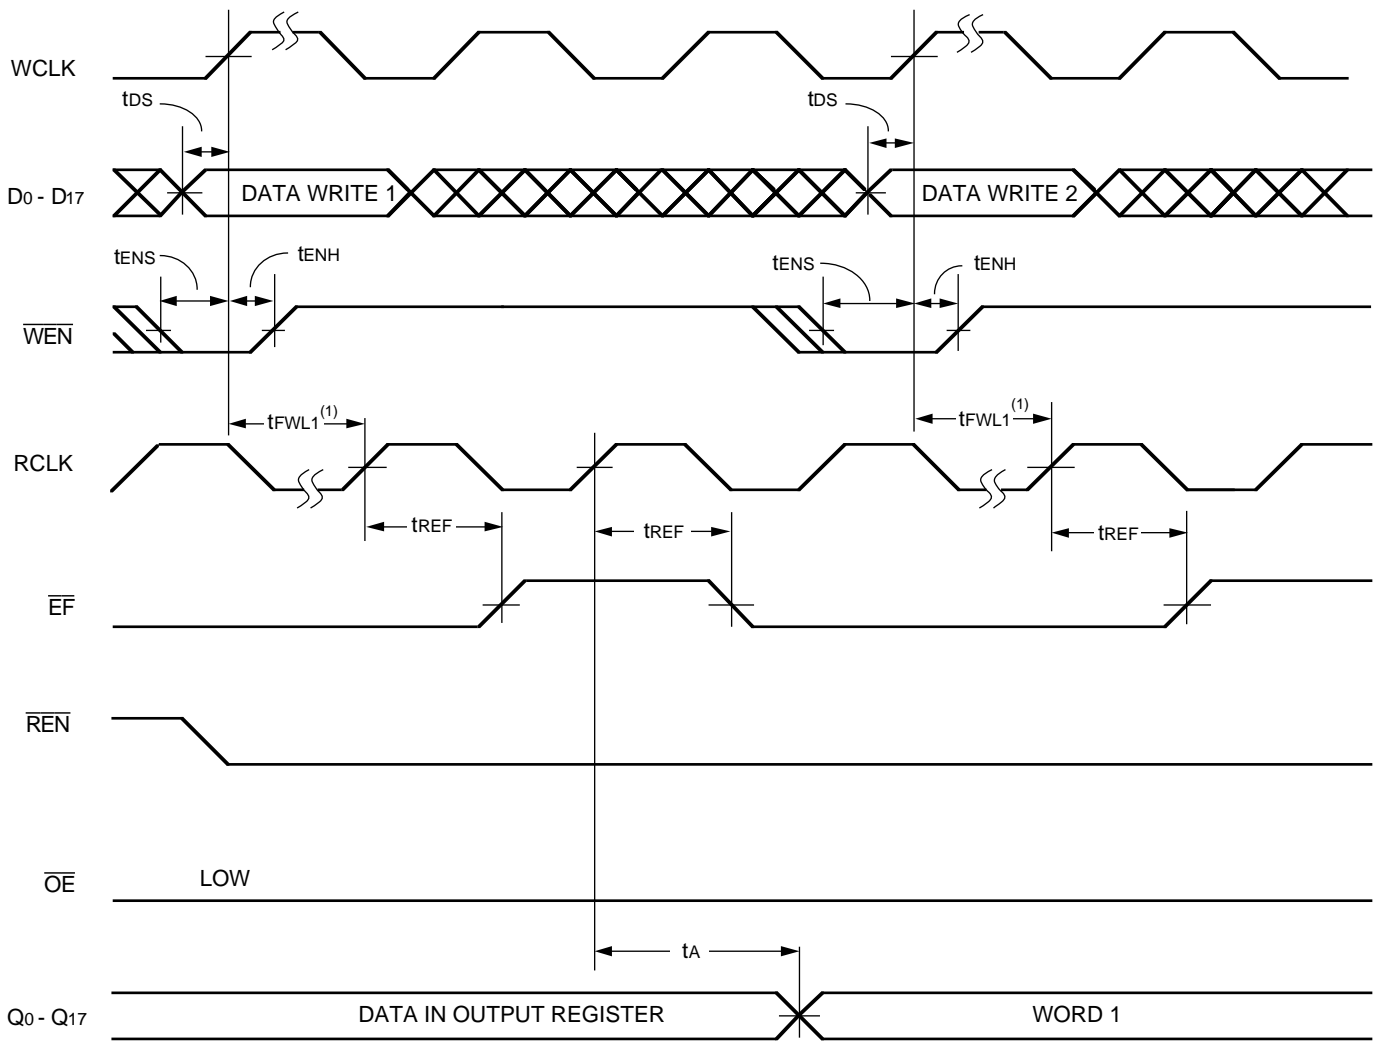 WCLK
tDS
tDS
D0 - D17
DATA WRITE 1
DATA WRITE 2
tENS
tENH
tENS
tENH
WEN
tFWL1(1)
tFWL1(1)
RCLK
tREF
tREF
tREF
EF
REN
OE
LOW
tA
Q0 - Q17
DATA IN OUTPUT REGISTER
WORD 1